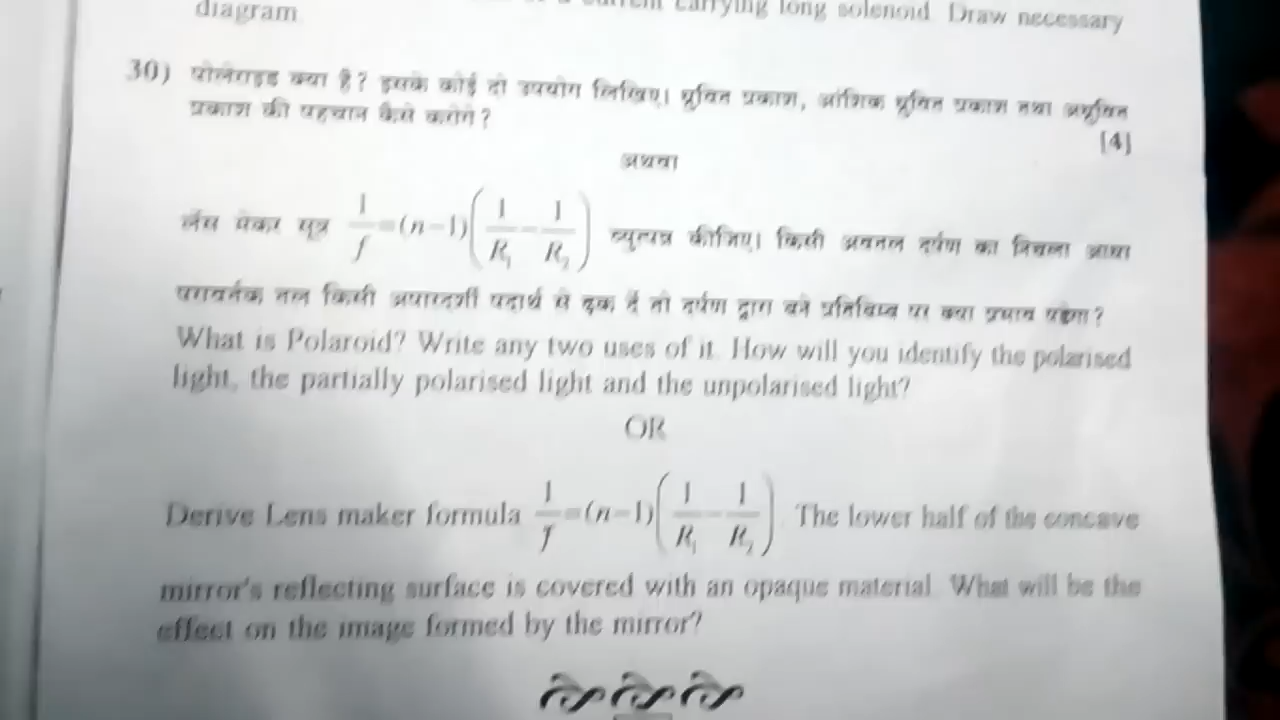 carrying long solenoid. Draw necessary
diagram.
30) पोलेराइड क्या है? इसके कोई दो उपयोग लिखिए। ध्रुवित प्रकाश, आंशिक ध्रुवित प्रकाश तथा अध्रुवित
प्रकाश की पहचान कैसे करोगे?
[4]
अथवा
लेंस मेकर सूत्र 1/f = (n−1)(1/R₁ − 1/R₂) व्युत्पन्न कीजिए। किसी अवतल दर्पण का निचला आधा
परावर्तक तल किसी अपारदर्शी पदार्थ से ढक दें तो दर्पण द्वारा बने प्रतिबिम्ब पर क्या प्रभाव पड़ेगा?
What is Polaroid? Write any two uses of it. How will you identify the polarised
light, the partially polarised light and the unpolarised light?
OR
Derive Lens maker formula 1/f = (n−1)(1/R₁ − 1/R₂). The lower half of the concave
mirror's reflecting surface is covered with an opaque material. What will be the
effect on the image formed by the mirror?